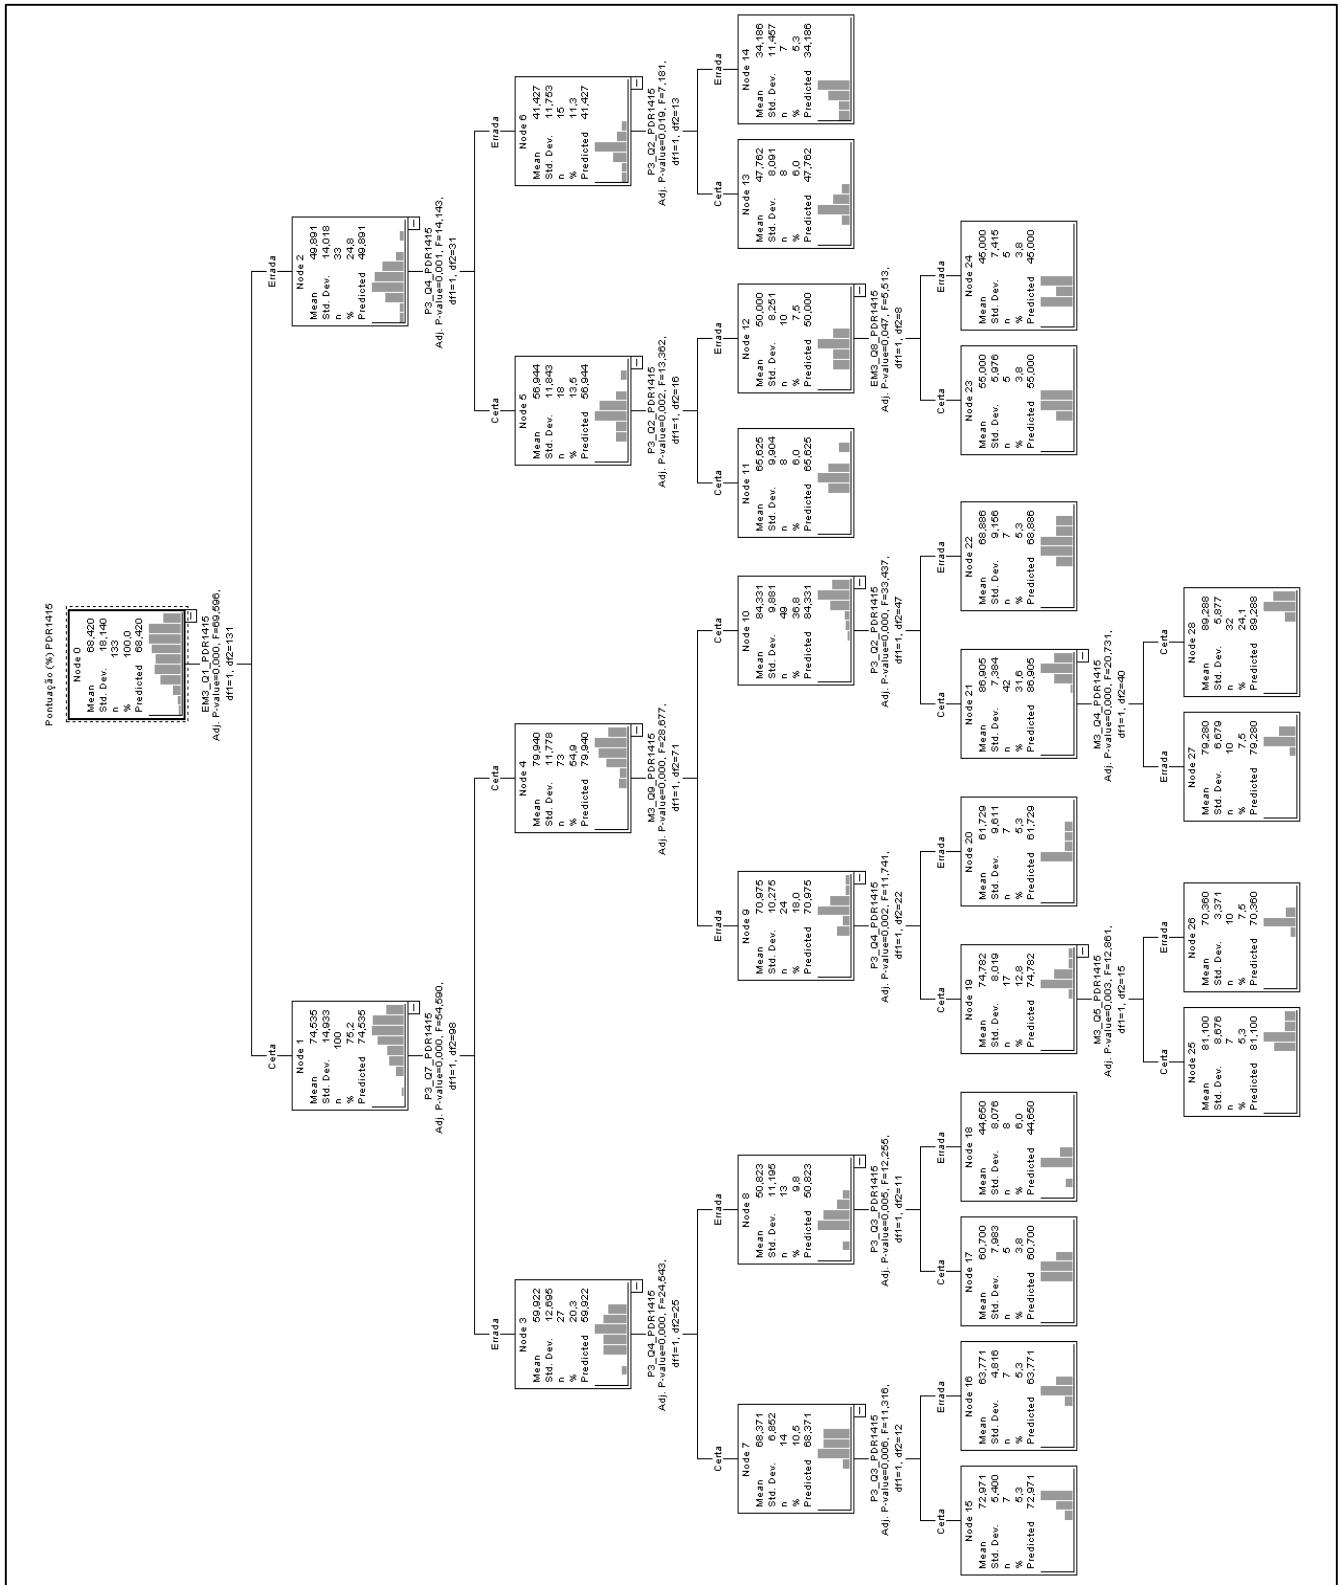 Pontuação (%) PDR1415
Node 0
Mean 68,420
Std. Dev. 18,140
n 133
% 100,0
Predicted 68,420
EM3_Q1_PDR1415
Adj. P-value=0,000, F=69,596,
df1=1, df2=131
Certa
Node 1
Mean 74,535
Std. Dev. 14,933
n 100
% 75,2
Predicted 74,535
P3_Q7_PDR1415
Adj. P-value=0,000, F=54,590,
df1=1, df2=98
Errada
Node 2
Mean 49,891
Std. Dev. 14,018
n 33
% 24,8
Predicted 49,891
P3_Q4_PDR1415
Adj. P-value=0,001, F=14,143,
df1=1, df2=31
Errada
Node 3
Mean 59,922
Std. Dev. 12,695
n 27
% 20,3
Predicted 59,922
P3_Q4_PDR1415
Adj. P-value=0,000, F=24,543,
df1=1, df2=25
Certa
Node 4
Mean 79,940
Std. Dev. 11,778
n 73
% 54,9
Predicted 79,940
M3_Q9_PDR1415
Adj. P-value=0,000, F=28,677,
df1=1, df2=71
Certa
Node 5
Mean 56,944
Std. Dev. 11,843
n 18
% 13,5
Predicted 56,944
P3_Q2_PDR1415
Adj. P-value=0,002, F=13,362,
df1=1, df2=16
Errada
Node 6
Mean 41,427
Std. Dev. 11,753
n 15
% 11,3
Predicted 41,427
P3_Q2_PDR1415
Adj. P-value=0,019, F=7,181,
df1=1, df2=13
Certa
Node 7
Mean 68,371
Std. Dev. 6,852
n 14
% 10,5
Predicted 68,371
P3_Q3_PDR1415
Adj. P-value=0,006, F=11,316,
df1=1, df2=12
Errada
Node 8
Mean 50,823
Std. Dev. 11,195
n 13
% 9,8
Predicted 50,823
P3_Q3_PDR1415
Adj. P-value=0,005, F=12,255,
df1=1, df2=11
Errada
Node 9
Mean 70,975
Std. Dev. 10,275
n 24
% 18,0
Predicted 70,975
P3_Q4_PDR1415
Adj. P-value=0,002, F=11,741,
df1=1, df2=22
Certa
Node 10
Mean 84,331
Std. Dev. 9,881
n 49
% 36,8
Predicted 84,331
P3_Q2_PDR1415
Adj. P-value=0,000, F=33,437,
df1=1, df2=47
Certa
Node 11
Mean 65,625
Std. Dev. 9,904
n 8
% 6,0
Predicted 65,625
Errada
Node 12
Mean 50,000
Std. Dev. 8,251
n 10
% 7,5
Predicted 50,000
EM3_Q8_PDR1415
Adj. P-value=0,047, F=5,513,
df1=1, df2=8
Certa
Node 13
Mean 47,762
Std. Dev. 8,091
n 8
% 6,0
Predicted 47,762
Errada
Node 14
Mean 34,186
Std. Dev. 11,457
n 7
% 5,3
Predicted 34,186
Certa
Node 15
Mean 72,971
Std. Dev. 5,400
n 7
% 5,3
Predicted 72,971
Errada
Node 16
Mean 63,771
Std. Dev. 4,816
n 7
% 5,3
Predicted 63,771
Certa
Node 17
Mean 60,700
Std. Dev. 7,983
n 5
% 3,8
Predicted 60,700
Errada
Node 18
Mean 44,650
Std. Dev. 8,076
n 8
% 6,0
Predicted 44,650
Certa
Node 19
Mean 74,782
Std. Dev. 8,019
n 17
% 12,8
Predicted 74,782
M3_Q5_PDR1415
Adj. P-value=0,003, F=12,861,
df1=1, df2=15
Errada
Node 20
Mean 61,729
Std. Dev. 9,611
n 7
% 5,3
Predicted 61,729
Certa
Node 21
Mean 86,905
Std. Dev. 7,384
n 42
% 31,6
Predicted 86,905
M3_Q4_PDR1415
Adj. P-value=0,000, F=20,731,
df1=1, df2=40
Errada
Node 22
Mean 68,886
Std. Dev. 9,156
n 7
% 5,3
Predicted 68,886
Certa
Node 23
Mean 55,000
Std. Dev. 5,976
n 5
% 3,8
Predicted 55,000
Errada
Node 24
Mean 45,000
Std. Dev. 7,415
n 5
% 3,8
Predicted 45,000
Certa
Node 25
Mean 81,100
Std. Dev. 8,676
n 7
% 5,3
Predicted 81,100
Errada
Node 26
Mean 70,360
Std. Dev. 3,371
n 10
% 7,5
Predicted 70,360
Errada
Node 27
Mean 79,280
Std. Dev. 6,679
n 10
% 7,5
Predicted 79,280
Certa
Node 28
Mean 89,288
Std. Dev. 5,877
n 32
% 24,1
Predicted 89,288